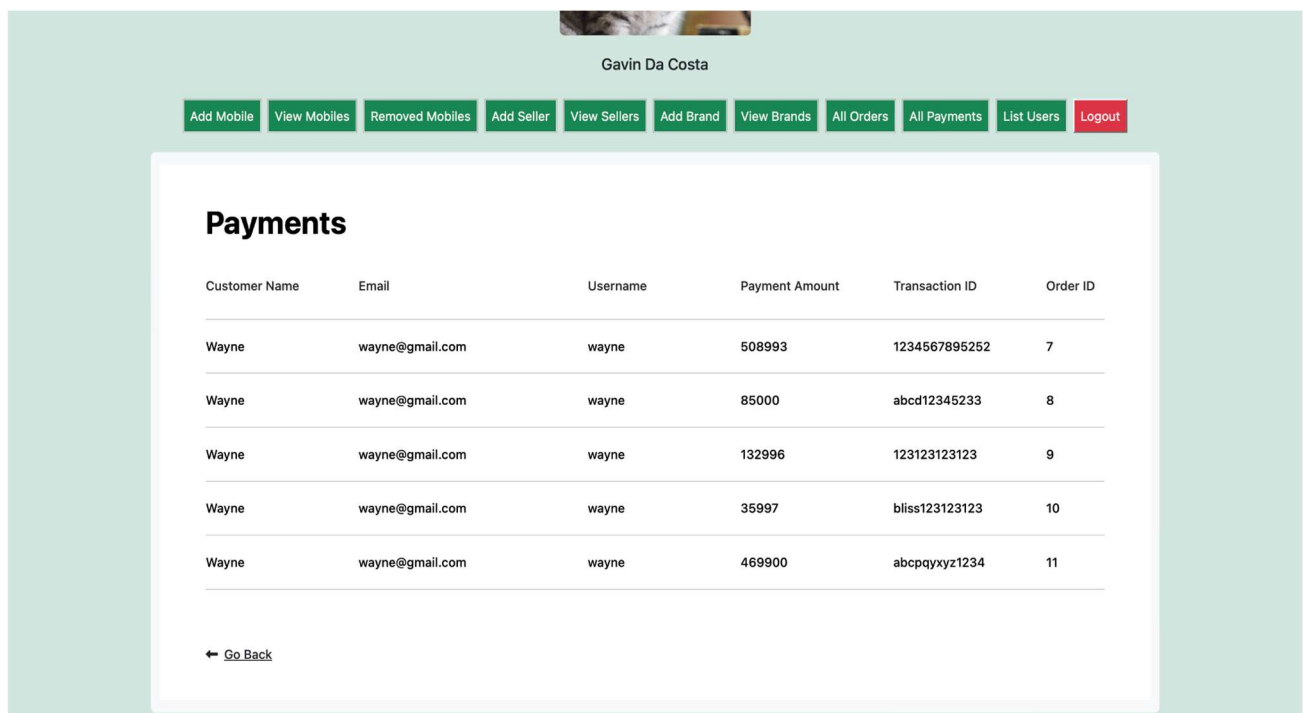 Gavin Da Costa
Add Mobile View Mobiles Removed Mobiles Add Seller View Sellers Add Brand View Brands All Orders All Payments List Users Logout
Payments
Customer Name Email Username Payment Amount Transaction ID Order ID
Wayne wayne@gmail.com wayne 508993 1234567895252 7
Wayne wayne@gmail.com wayne 85000 abcd12345233 8
Wayne wayne@gmail.com wayne 132996 123123123123 9
Wayne wayne@gmail.com wayne 35997 bliss123123123 10
Wayne wayne@gmail.com wayne 469900 abcpqyxyz1234 11
Go Back